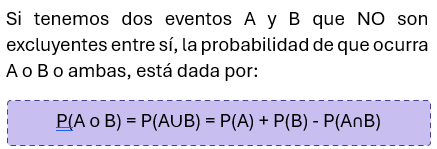 Si tenemos dos eventos A y B que NO son
excluyentes entre sí, la probabilidad de que ocurra
A o B o ambas, está dada por:
P(A o B) = P(AUB) = P(A) + P(B) - P(A∩B)